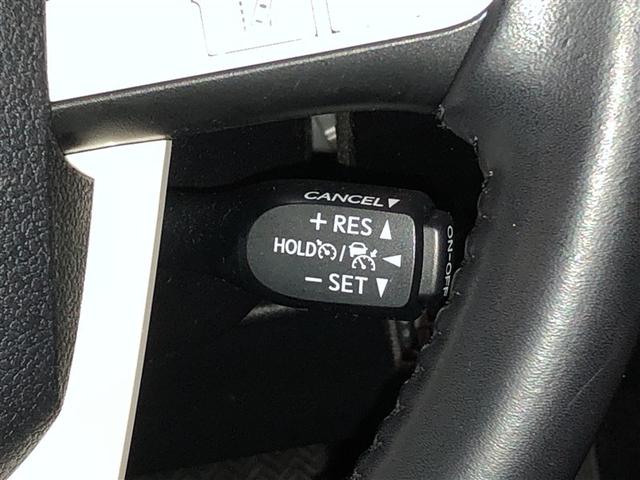 CANCEL▼
+ RES ▲
HOLD / ◀
− SET ▼
ON-OFF